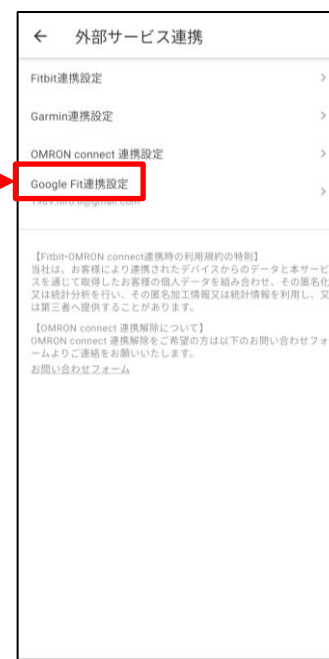 ← 外部サービス連携
Fitbit連携設定
Garmin連携設定
OMRON connect 連携設定
Google Fit連携設定
【Fitbit・OMRON connect連携時の利用規約の特則】
当社は、お客様により連携されたデバイスからのデータと本サービ
スを通じて取得したお客様の個人データを組み合わせ、その匿名化
又は統計分析を行い、その匿名加工情報又は統計情報を利用し、又
は第三者へ提供することがあります。
【OMRON connect 連携解除について】
OMRON connect 連携解除をご希望の方は以下のお問い合わせフォ
ームよりご連絡をお願いいたします。
お問い合わせフォーム